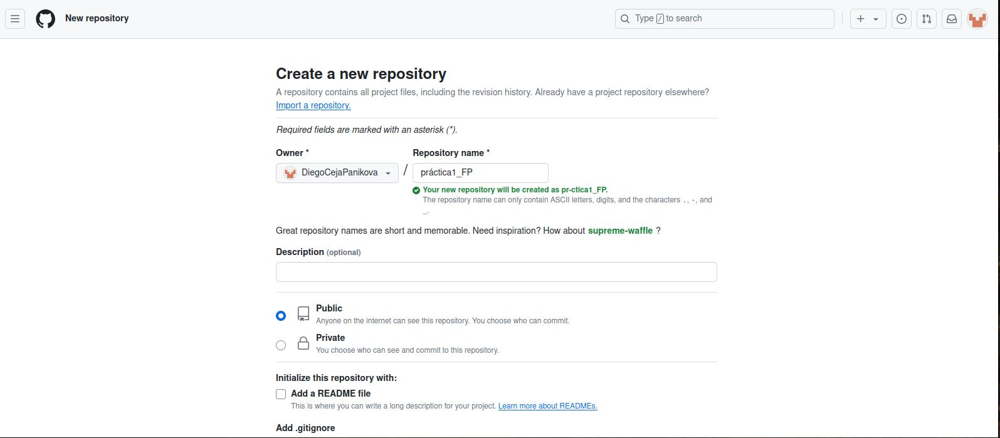 New repository
Type / to search
Create a new repository
A repository contains all project files, including the revision history. Already have a project repository elsewhere?
Import a repository.
Required fields are marked with an asterisk (*).
Owner * Repository name *
DiegoCejaPanikova / práctica1_FP
Your new repository will be created as pr-ctica1_FP.
The repository name can only contain ASCII letters, digits, and the characters ., -, and
_.
Great repository names are short and memorable. Need inspiration? How about supreme-waffle ?
Description (optional)
Public
Anyone on the internet can see this repository. You choose who can commit.
Private
You choose who can see and commit to this repository.
Initialize this repository with:
Add a README file
This is where you can write a long description for your project. Learn more about READMEs.
Add .gitignore